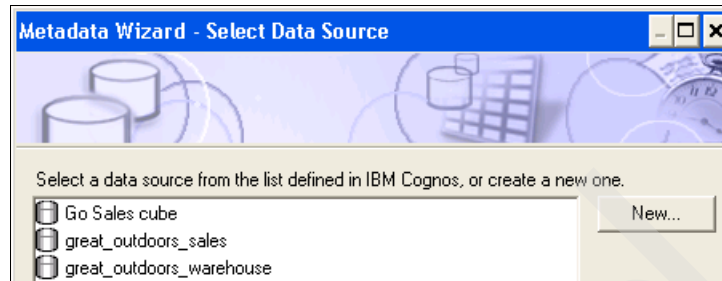 Metadata Wizard - Select Data Source
Select a data source from the list defined in IBM Cognos, or create a new one.
Go Sales cube
New...
great_outdoors_sales
great_outdoors_warehouse